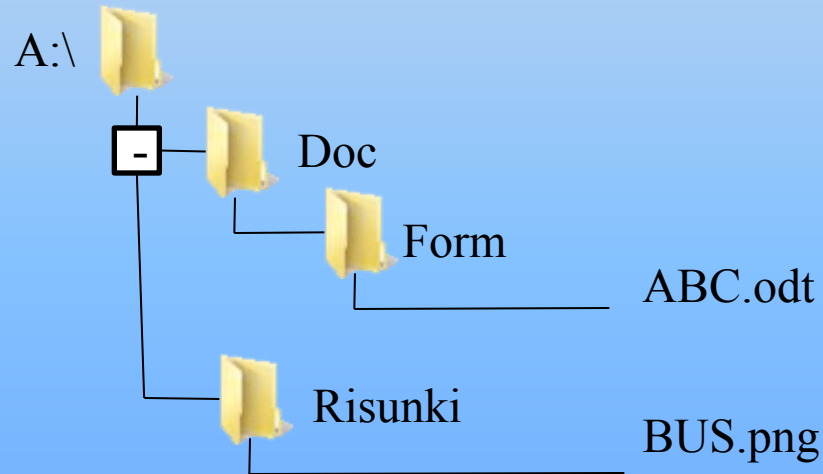 A:\
-
Doc
Form
ABC.odt
Risunki
BUS.png